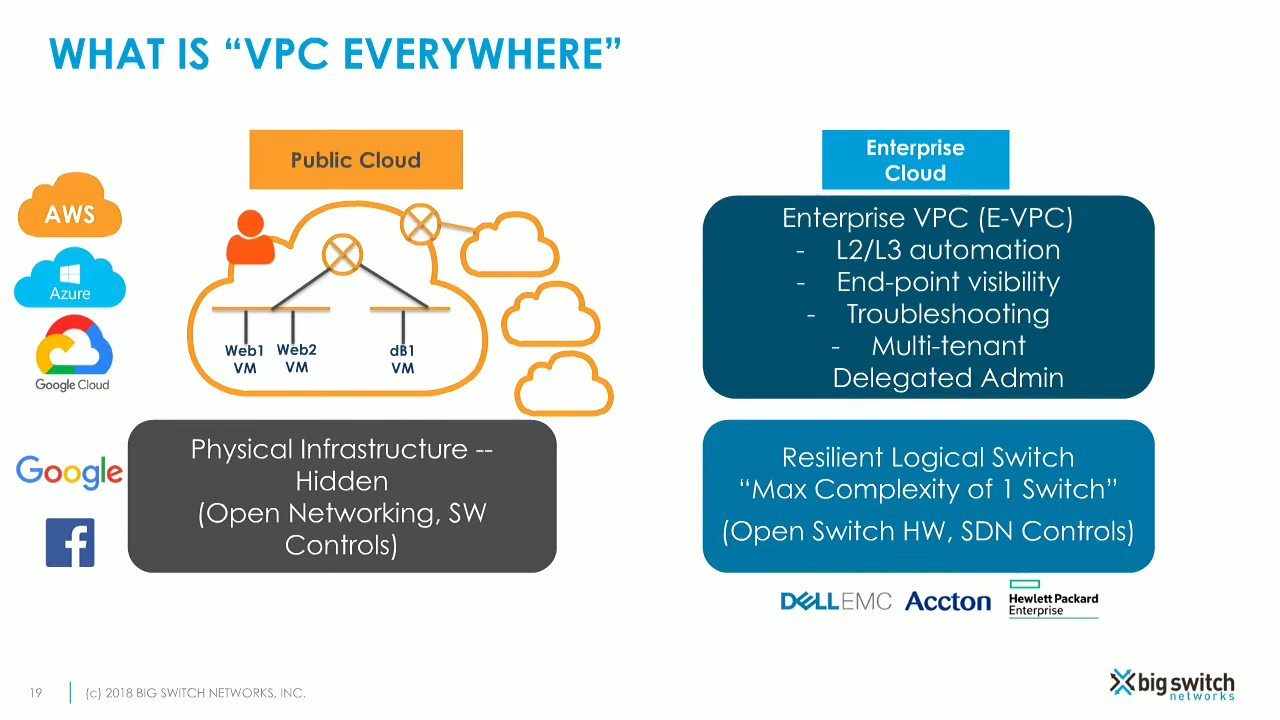 WHAT IS “VPC EVERYWHERE”
Public Cloud
AWS
Azure
Google Cloud
Web1
VM
Web2
VM
dB1
VM
Google
Physical Infrastructure --
Hidden
(Open Networking, SW
Controls)
Enterprise
Cloud
Enterprise VPC (E-VPC)
- L2/L3 automation
- End-point visibility
- Troubleshooting
- Multi-tenant
Delegated Admin
Resilient Logical Switch
“Max Complexity of 1 Switch”
(Open Switch HW, SDN Controls)
DELL EMC
Accton
Hewlett Packard
Enterprise
19
(c) 2018 BIG SWITCH NETWORKS, INC.
big switch
networks